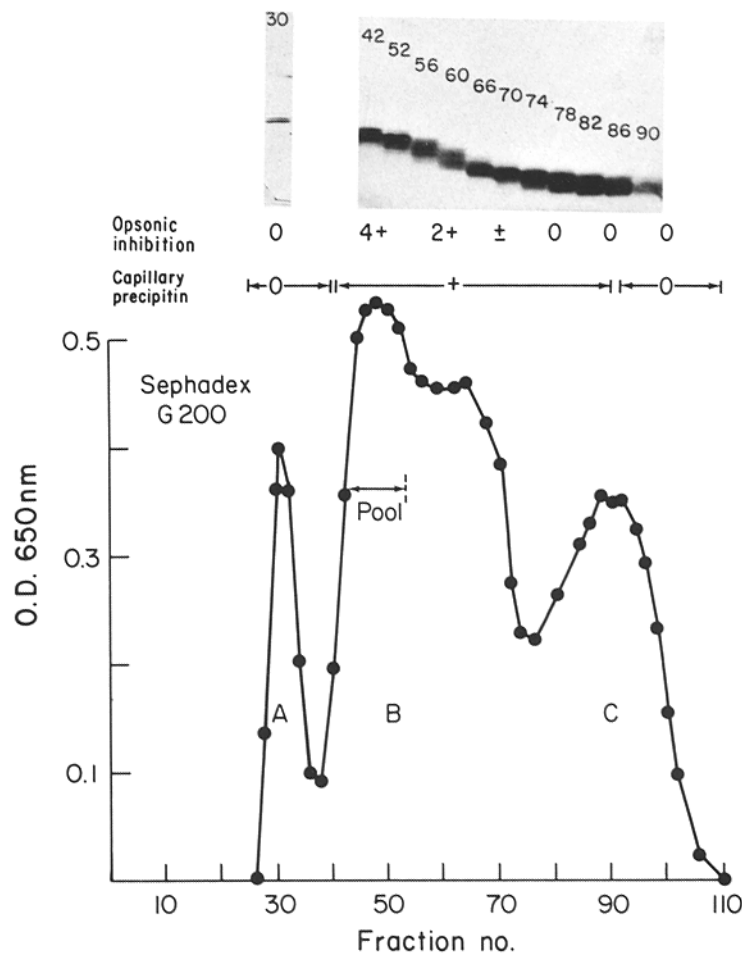 30
42 52 56 60 66 70 74 78 82 86 90
Opsonic
inhibition 0 4+ 2+ ± 0 0 0
Capillary
precipitin 0 + 0
0.5
Sephadex
G 200
Pool
0.3
O.D. 650nm
A B C
0.1
10 30 50 70 90 110
Fraction no.